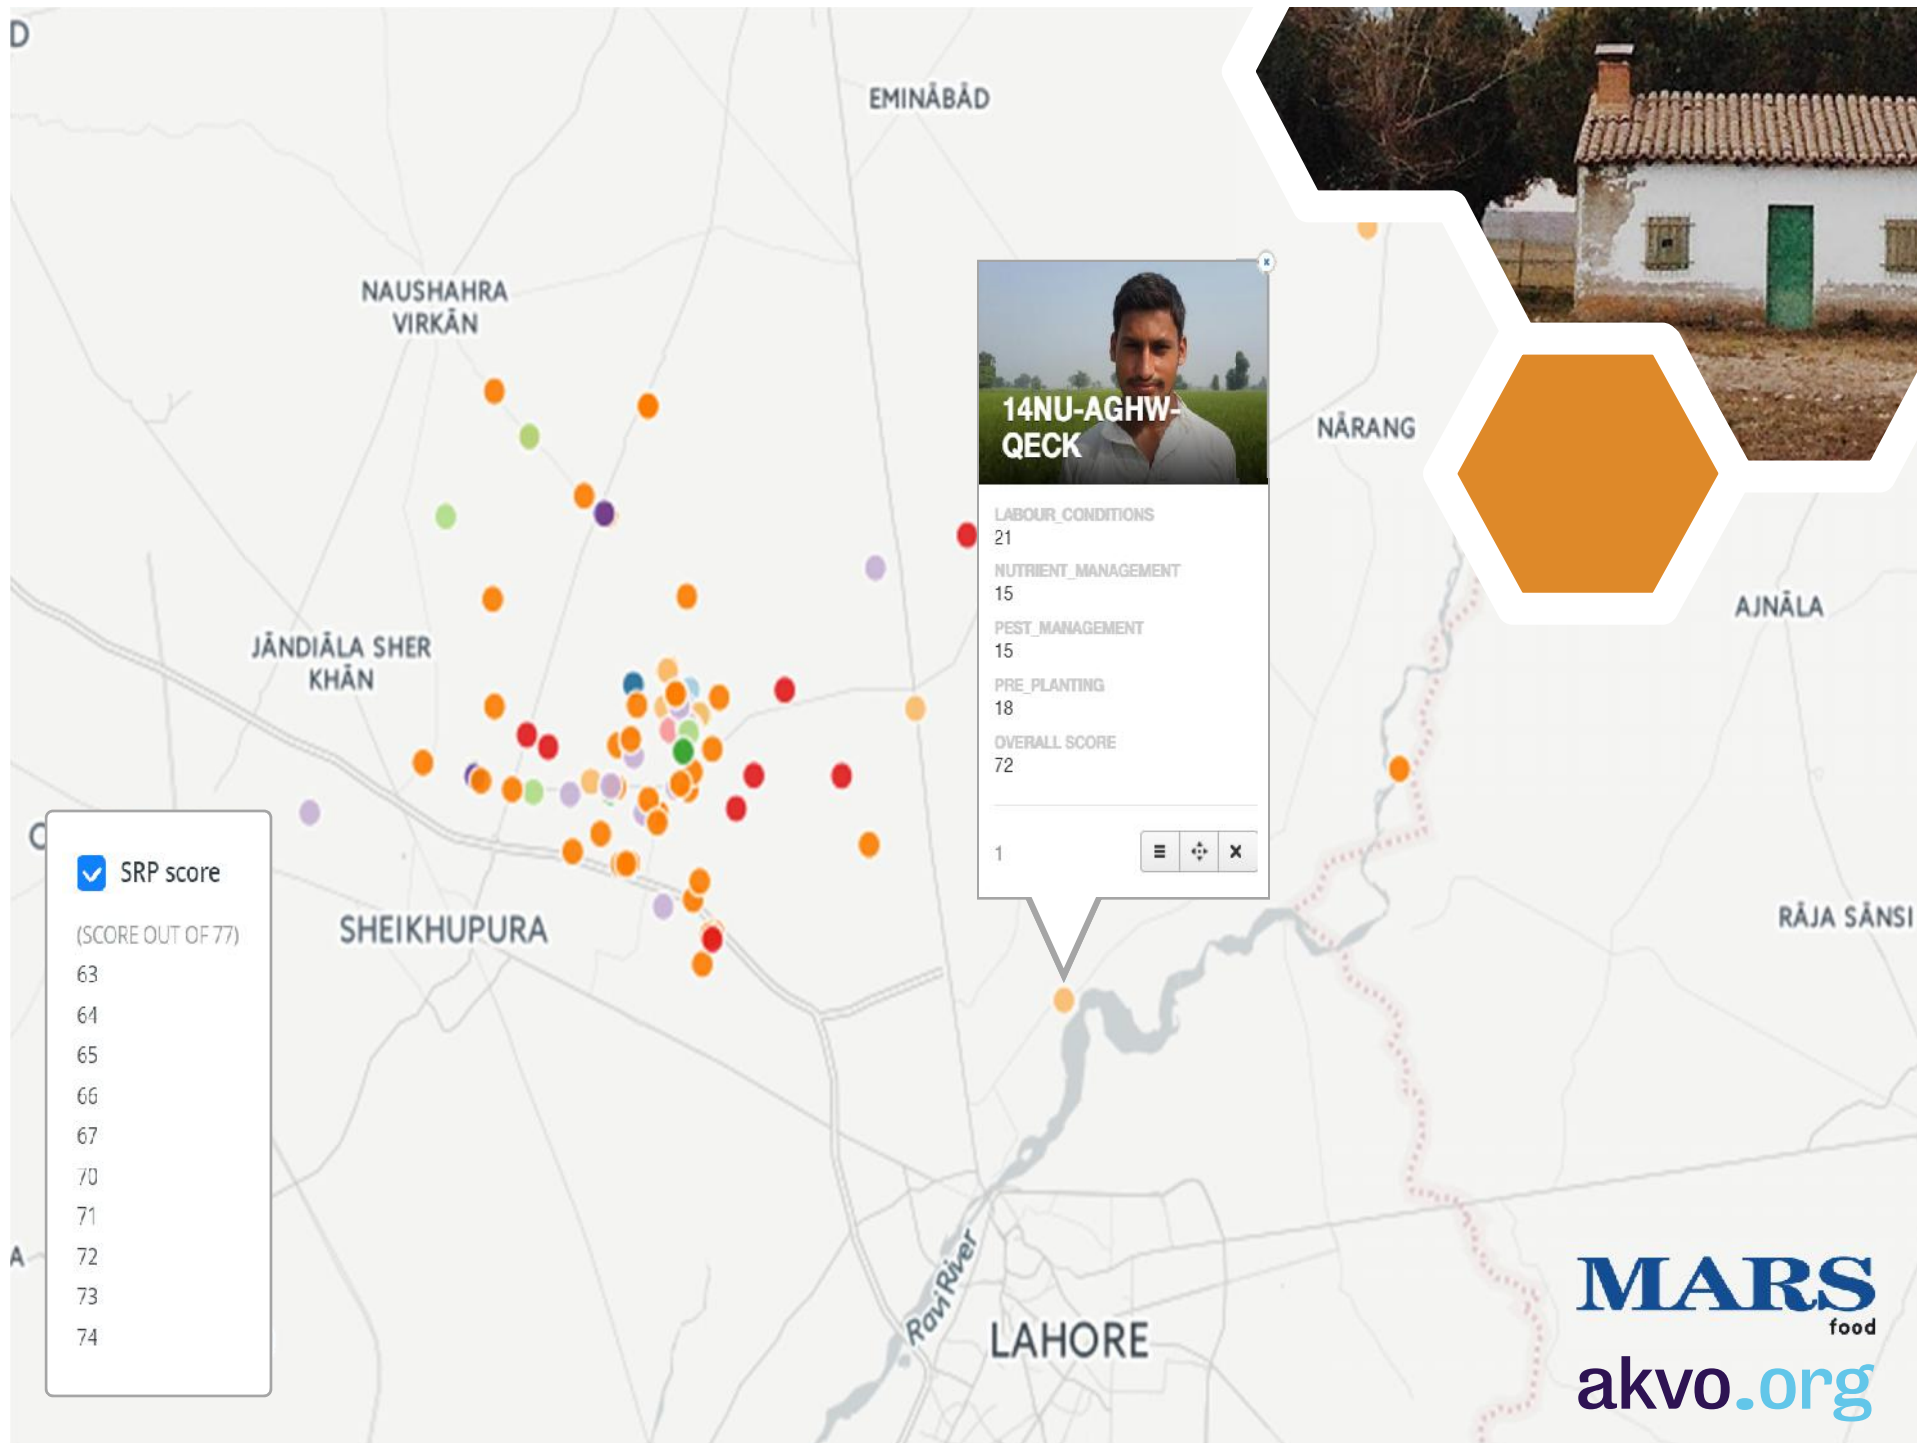 D
EMINĀBĀD
NAUSHAHRA
VIRKĀN
14NU-AGHW-
QECK
NĀRANG
LABOUR_CONDITIONS
21
NUTRIENT_MANAGEMENT
15
PEST_MANAGEMENT
15
PRE_PLANTING
18
OVERALL SCORE
72
1
AJNĀLA
JĀNDIĀLA SHER
KHĀN
SRP score
(SCORE OUT OF 77)
63
64
65
66
67
70
71
72
73
74
SHEIKHUPURA
RĀJA SĀNSI
A
Ravi River
LAHORE
MARS
food
akvo.org